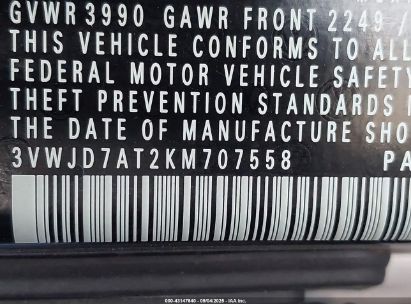 GVWR 3990 GAWR FRONT 2249 /
THIS VEHICLE CONFORMS TO ALL
FEDERAL MOTOR VEHICLE SAFETY
THEFT PREVENTION STANDARDS
THE DATE OF MANUFACTURE SHO
3VWJD7AT2KM707558 PA